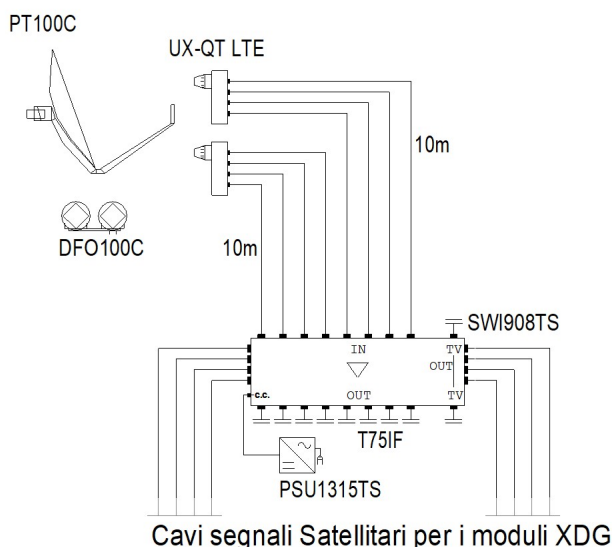 PT100C
UX-QT LTE
10m
DFO100C
10m
SWI908TS
IN
TV
OUT
c.c.
OUT
TV
T75IF
PSU1315TS
Cavi segnali Satellitari per i moduli XDG